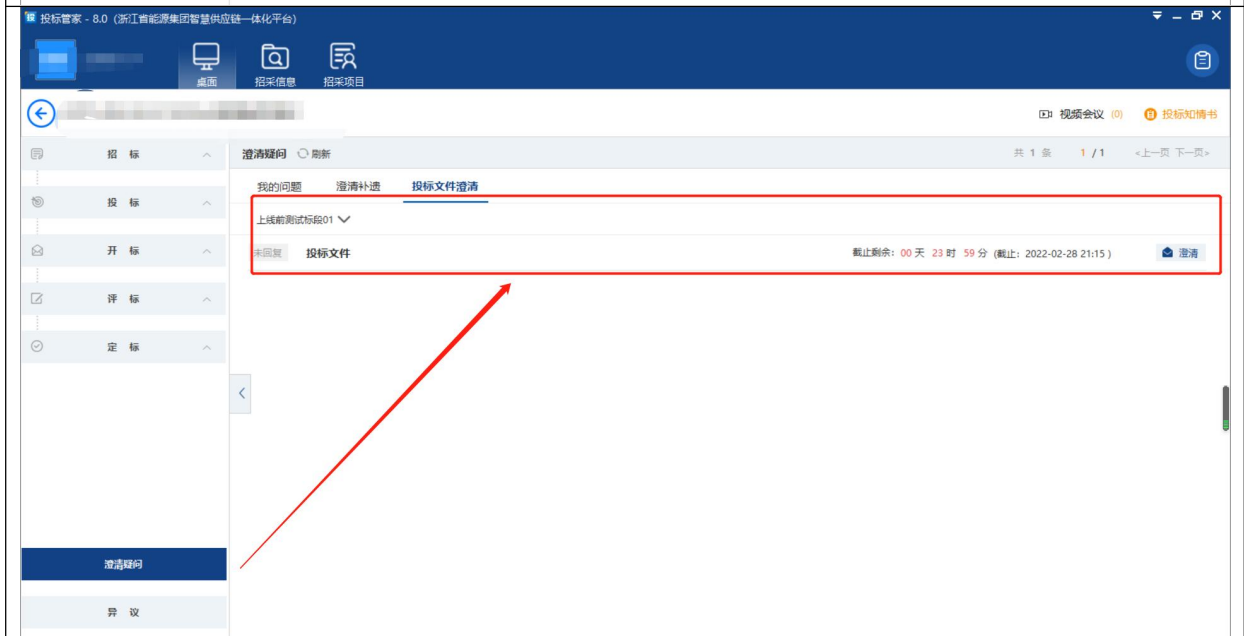 投标管家 - 8.0 (浙江省能源集团智慧供应链一体化平台)
桌面 招采信息 招采项目
视频会议 (0) 投标知情书
招 标
投 标
开 标
评 标
定 标
澄清疑问
异 议
澄清疑问 刷新 共 1 条 1 / 1 <上一页 下一页>
我的问题 澄清补遗 投标文件澄清
上线前测试标段01
未回复 投标文件 截止剩余: 00 天 23 时 59 分 (截止: 2022-02-28 21:15 ) 澄清